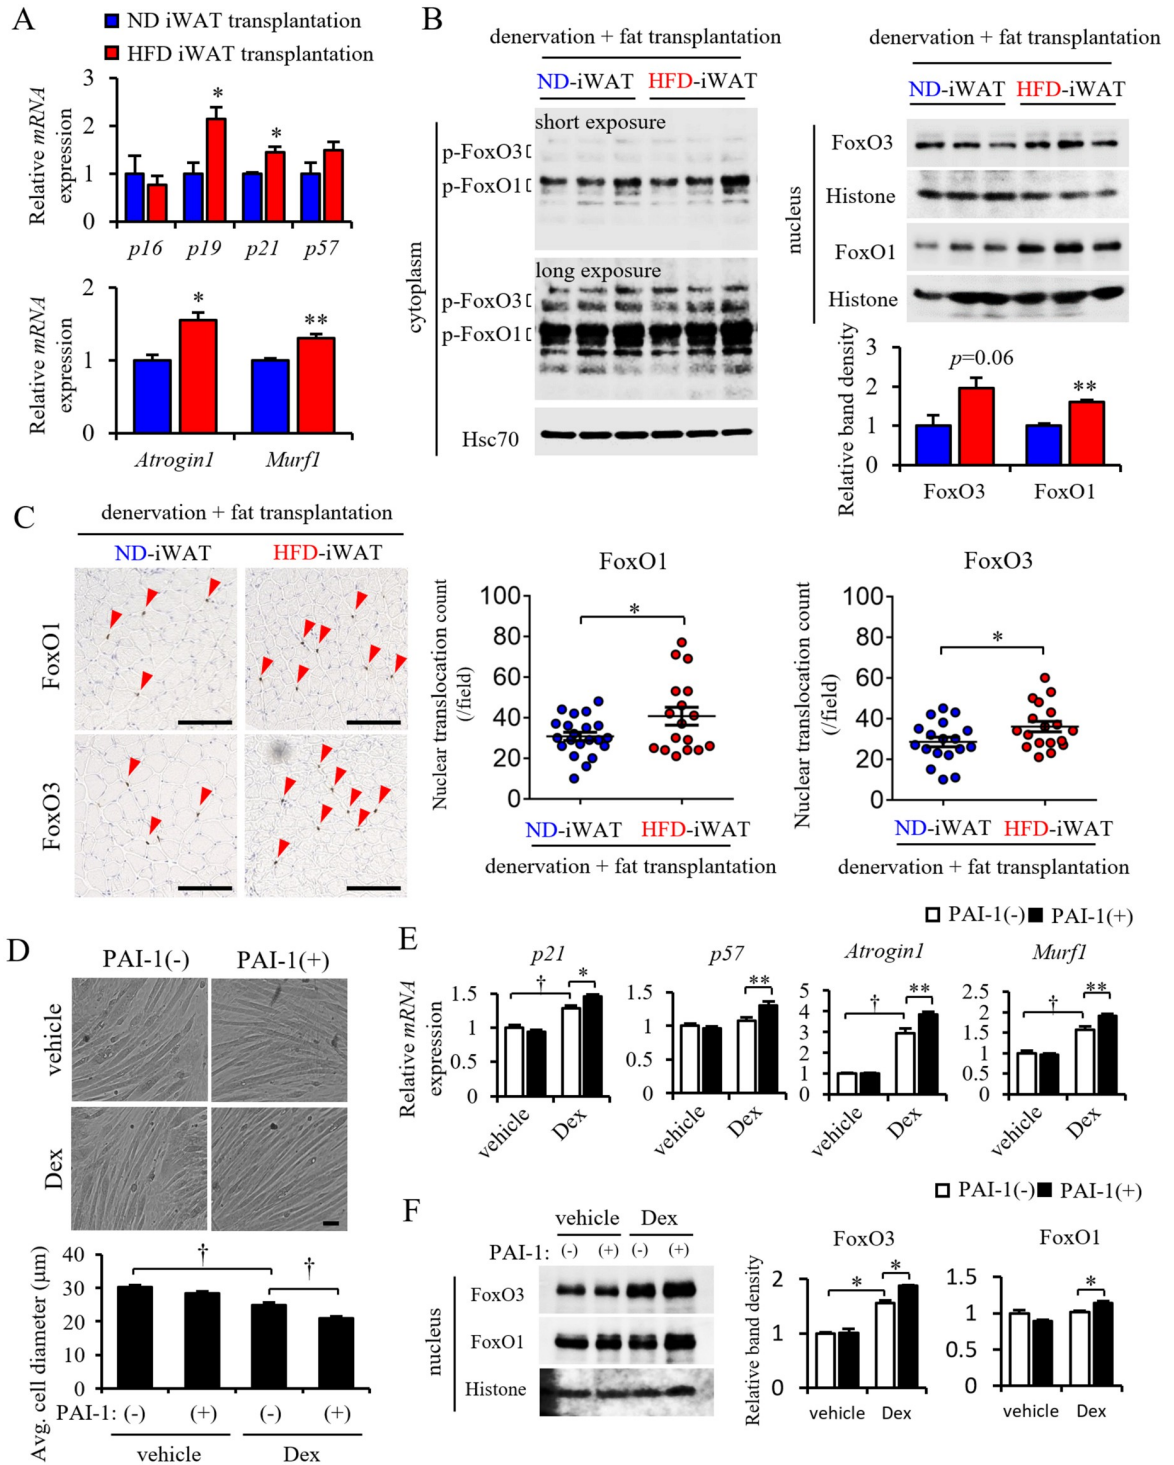 A
ND iWAT transplantation
HFD iWAT transplantation
Relative mRNA
expression
3
2
1
0
*
*
p16 p19 p21 p57
Relative mRNA
expression
2
1
0
*
**
Atrogin1 Murf1
B
denervation + fat transplantation
ND-iWAT HFD-iWAT
short exposure
p-FoxO3
p-FoxO1
cytoplasm
long exposure
p-FoxO3
p-FoxO1
Hsc70
denervation + fat transplantation
ND-iWAT HFD-iWAT
nucleus
FoxO3
Histone
FoxO1
Histone
Relative band density
3
2
1
0
p=0.06
**
FoxO3 FoxO1
C
denervation + fat transplantation
ND-iWAT HFD-iWAT
FoxO1
FoxO3
FoxO1
Nuclear translocation count
(/field)
100
80
60
40
20
0
*
ND-iWAT HFD-iWAT
denervation + fat transplantation
FoxO3
Nuclear translocation count
(/field)
100
80
60
40
20
0
*
ND-iWAT HFD-iWAT
denervation + fat transplantation
D
PAI-1(-) PAI-1(+)
vehicle
Dex
Avg. cell diameter (μm)
40
30
20
10
0
†
†
PAI-1: (-) (+) (-) (+)
vehicle Dex
E
PAI-1(-) PAI-1(+)
Relative mRNA
expression
p21
1.5
1
0.5
0
†
*
vehicle Dex
p57
1.5
1
0.5
0
**
vehicle Dex
Atrogin1
5
4
3
2
1
0
†
**
vehicle Dex
Murf1
2.5
2
1.5
1
0.5
0
†
**
vehicle Dex
F
PAI-1(-) PAI-1(+)
vehicle Dex
PAI-1: (-) (+) (-) (+)
nucleus
FoxO3
FoxO1
Histone
Relative band density
FoxO3
2
1
0
*
*
vehicle Dex
FoxO1
1.5
1
0.5
0
*
vehicle Dex